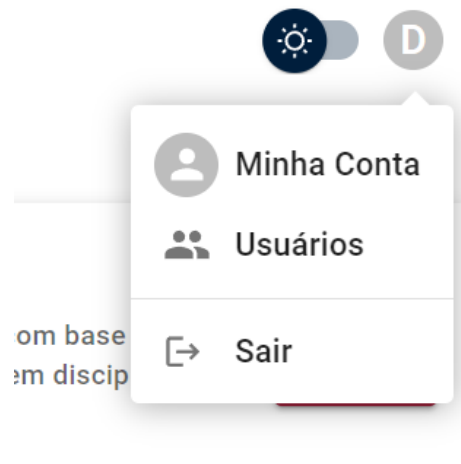 D
Minha Conta
Usuários
om base
Sair
em discip